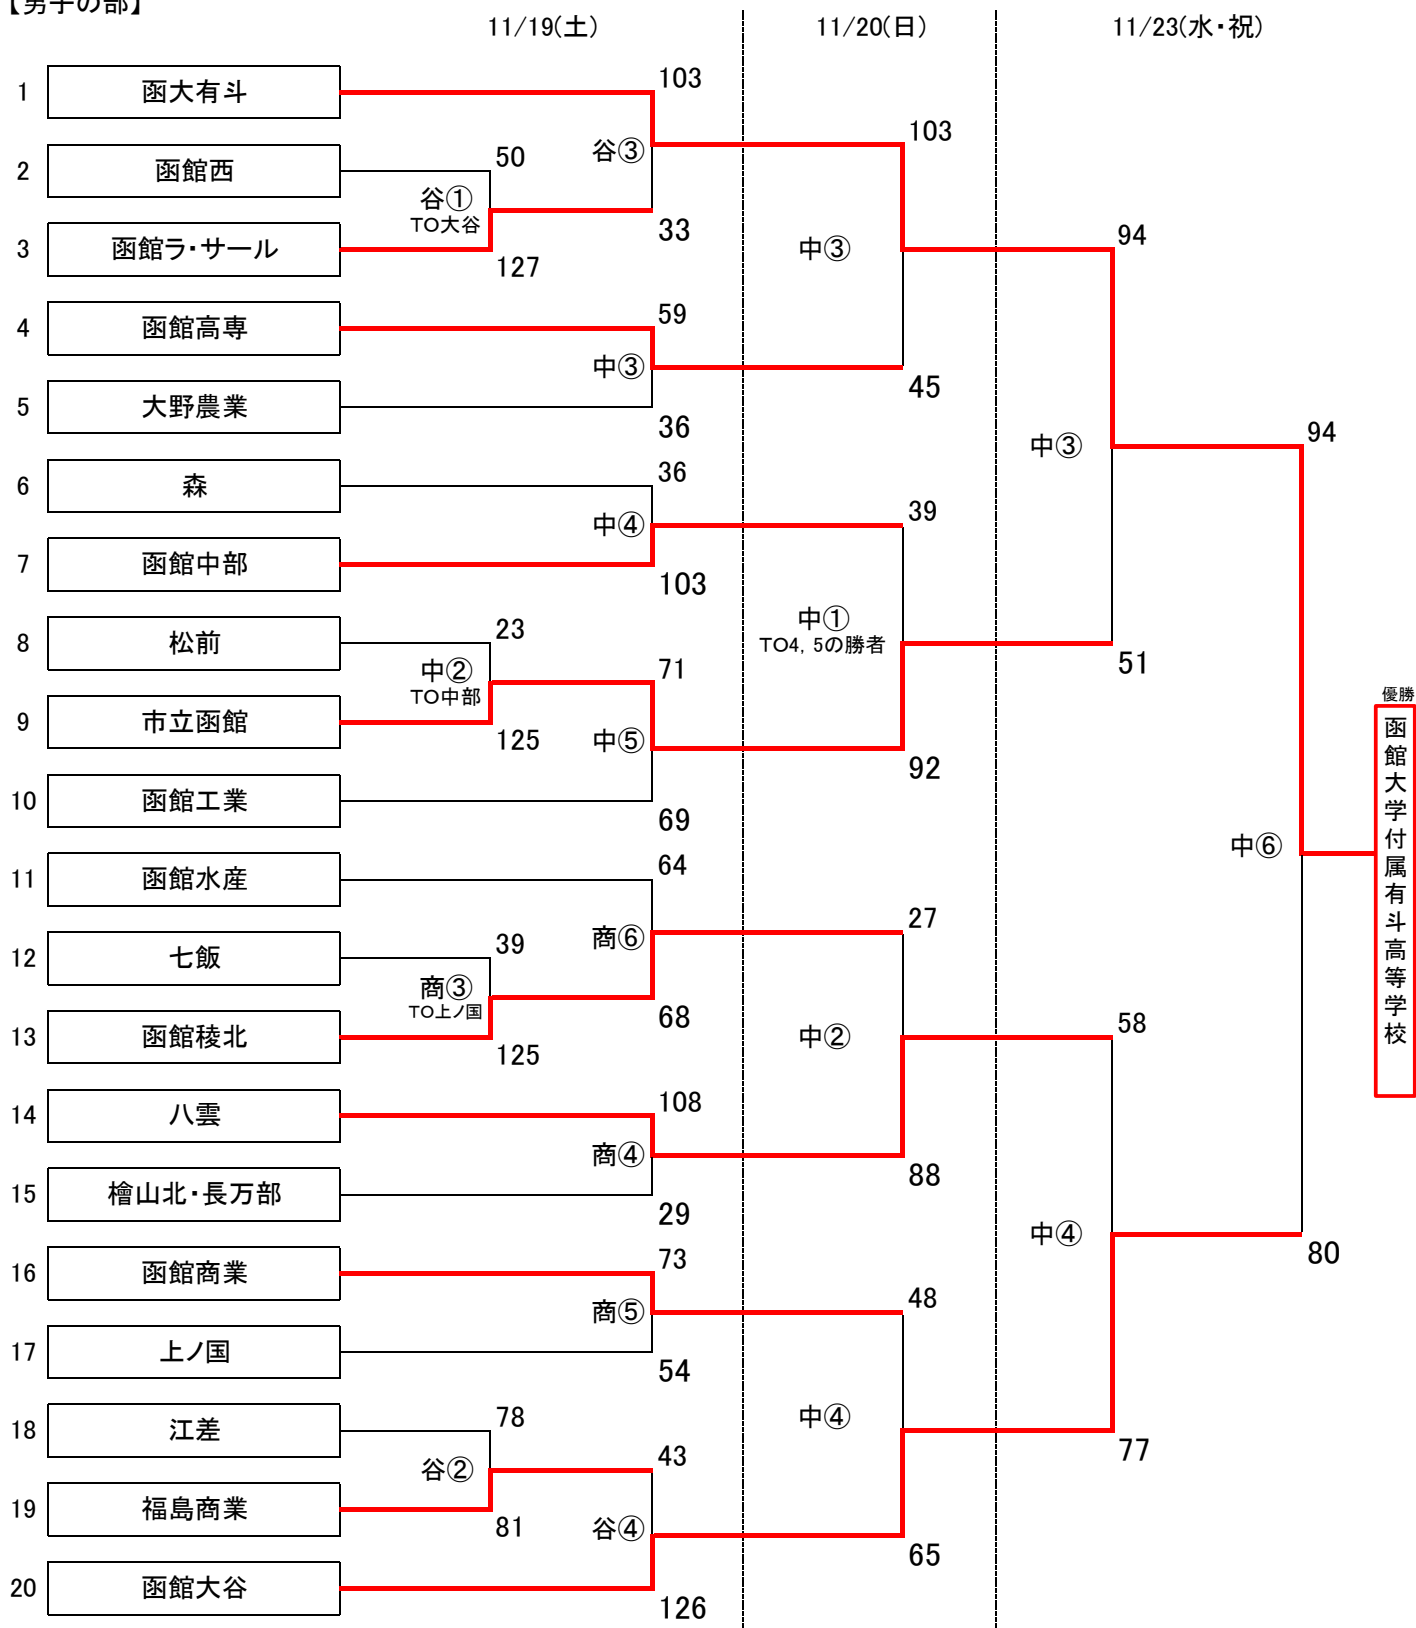 【男子の部】
11/19(土) 11/20(日) 11/23(水・祝)
1 函大有斗 103
103
2 函館西 50 谷③
谷①
TO大谷
3 函館ラ・サール 33 中③ 94
127
4 函館高専 59
中③
45
5 大野農業
36
94
中③
6 森 36
39
中④
7 函館中部
103
中①
TO4，5の勝者
8 松前 23
71
51
中②
TO中部
優勝
9 市立函館
125 中⑤
92
10 函館工業
69
函館大学付属有斗高等学校
中⑥
11 函館水産 64
27
商⑥
12 七飯 39
商③
TO上ノ国
68
13 函館稜北 中② 58
125
14 八雲 108
商④
88
15 檜山北・長万部
29
中④
80
16 函館商業 73
48
商⑤
17 上ノ国
54
中④
18 江差 78
43
77
谷②
19 福島商業
81 谷④
65
20 函館大谷
126